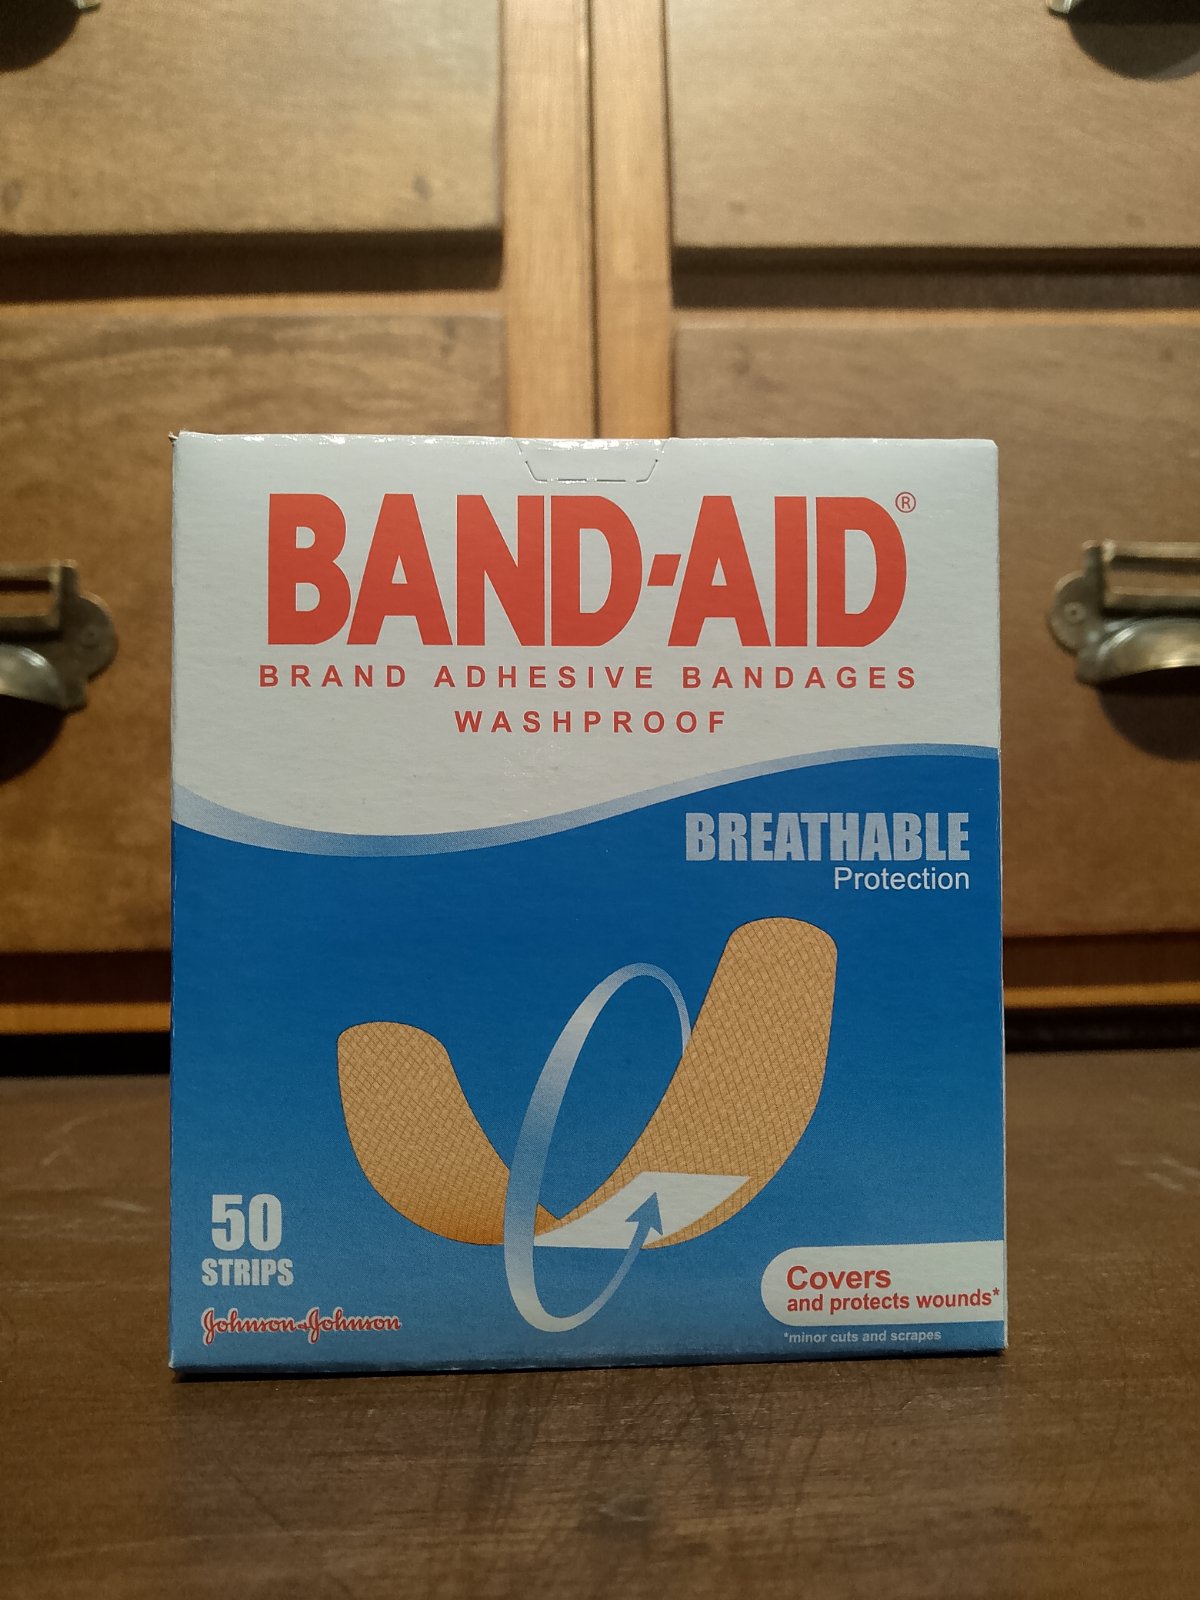 BAND-AID®
BRAND ADHESIVE BANDAGES
WASHPROOF
BREATHABLE
Protection
50
STRIPS
Johnson & Johnson
Covers
and protects wounds*
*minor cuts and scrapes